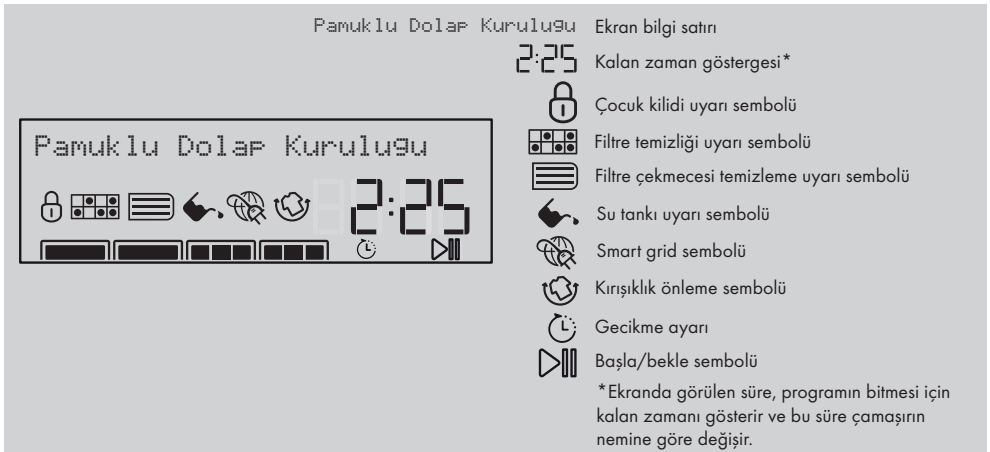 Pamuklu Dolap Kurulugu Ekran bilgi satırı
2:25 Kalan zaman göstergesi*
Çocuk kilidi uyarı sembolü
Filtre temizliği uyarı sembolü
Filtre çekmecesi temizleme uyarı sembolü
Su tankı uyarı sembolü
Smart grid sembolü
Kırışıklık önleme sembolü
Gecikme ayarı
Başla/bekle sembolü
*Ekranda görülen süre, programın bitmesi için
kalan zamanı gösterir ve bu süre çamaşırın
nemine göre değişir.
Pamuklu Dolap Kurulugu
2:25